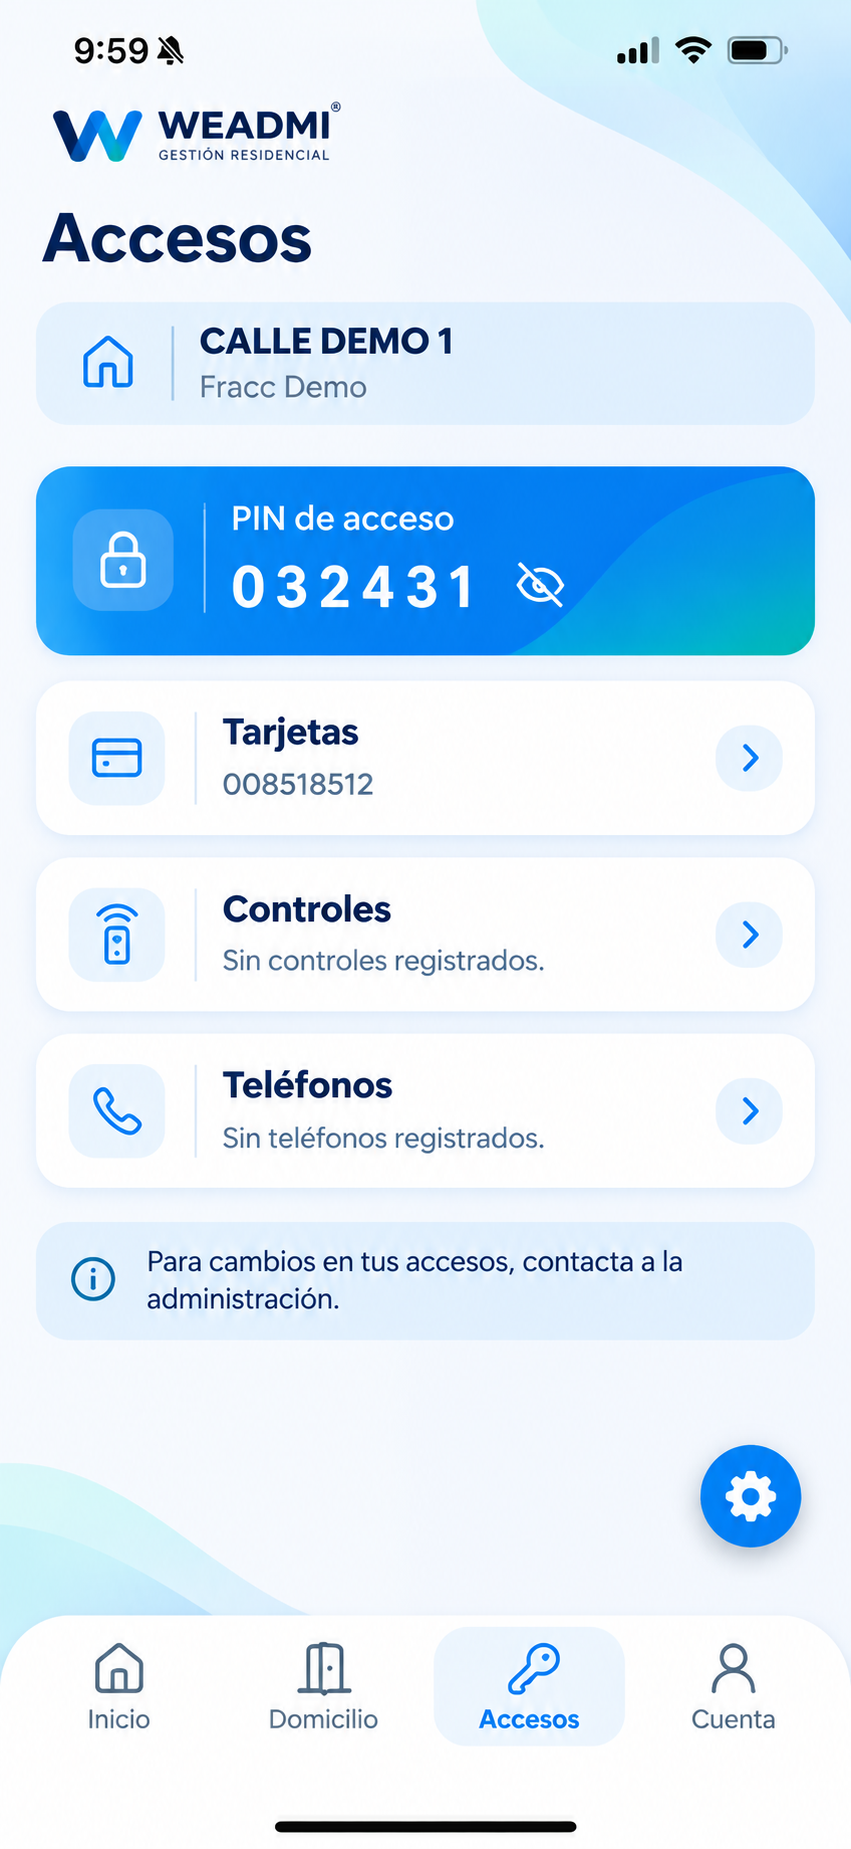 9:59
WEADMI®
GESTIÓN RESIDENCIAL
Accesos
CALLE DEMO 1
Fracc Demo
PIN de acceso
032431
Tarjetas
008518512
Controles
Sin controles registrados.
Teléfonos
Sin teléfonos registrados.
Para cambios en tus accesos, contacta a la
administración.
Inicio Domicilio Accesos Cuenta